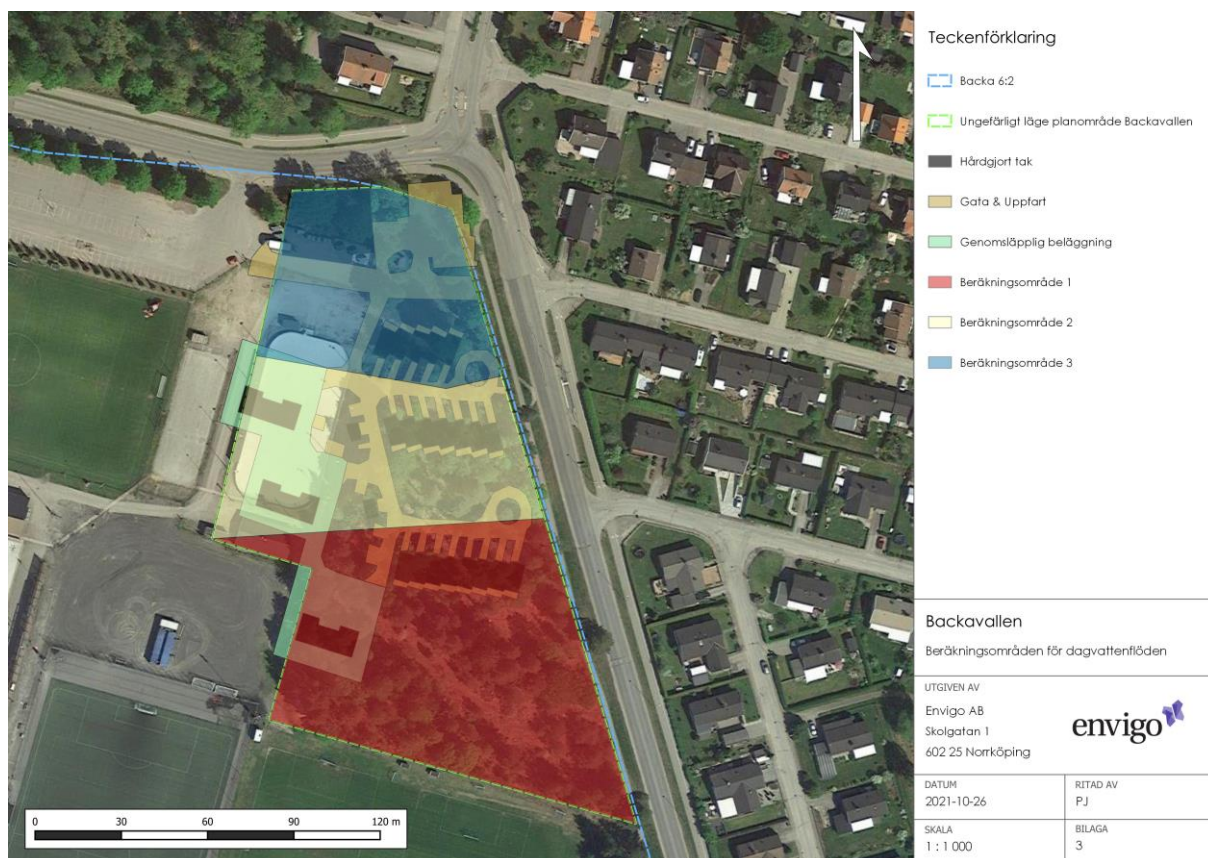 Teckenförklaring
Backa 6:2
Ungefärligt läge planområde Backavallen
Hårdgjort tak
Gata & Uppfart
Genomsläpplig beläggning
Beräkningsområde 1
Beräkningsområde 2
Beräkningsområde 3
Backavallen
Beräkningsområden för dagvattenflöden
UTGIVEN AV
Envigo AB
Skolgatan 1
602 25 Norrköping
envigo
DATUM
2021-10-26
RITAD AV
PJ
SKALA
1 : 1 000
BILAGA
3
0 30 60 90 120 m